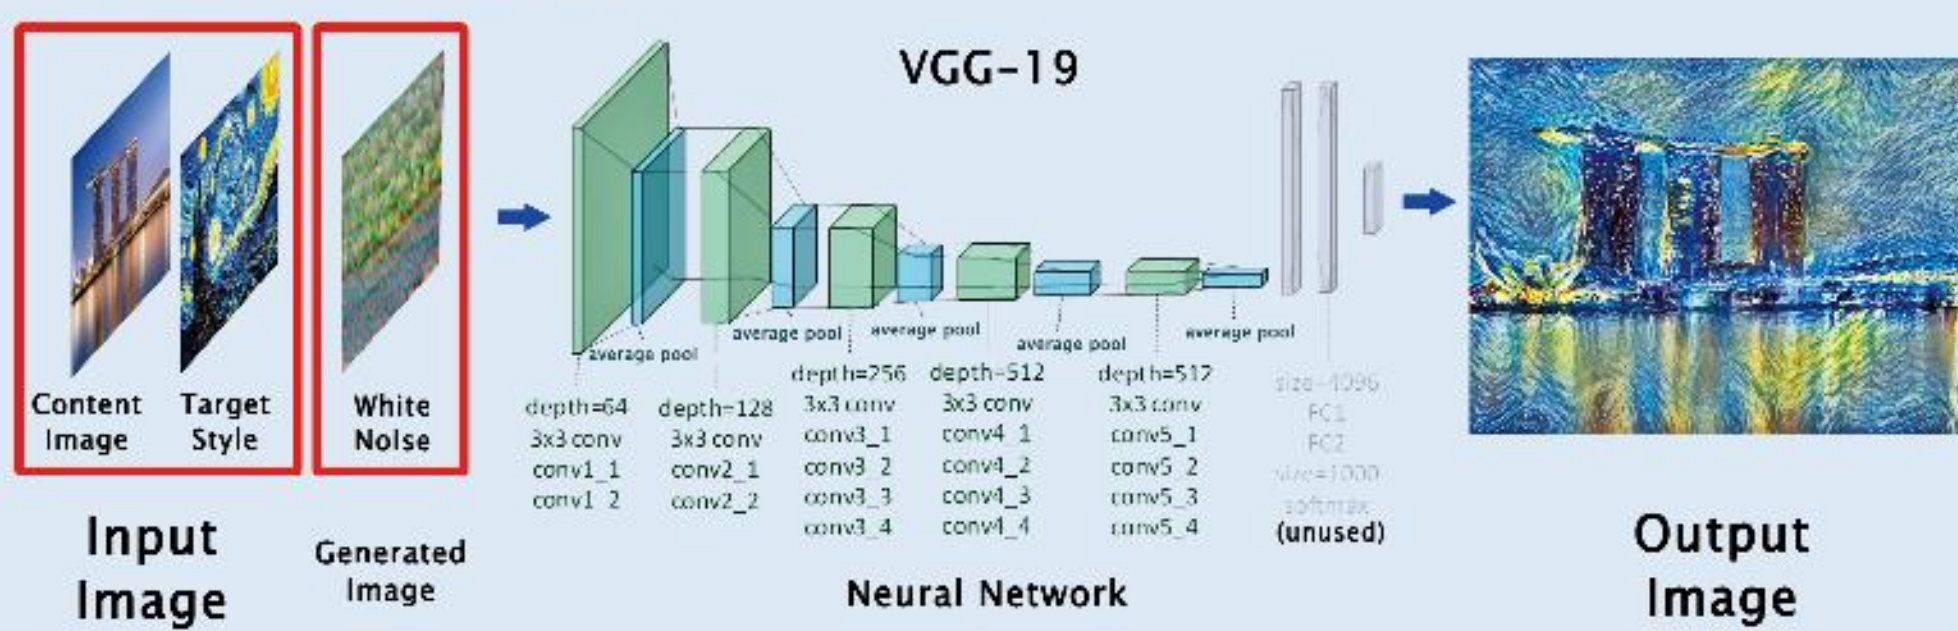 VGG-19
Content
Image
Target
Style
White
Noise
Input
Image
Generated
Image
average pool
average pool
average pool
average pool
average pool
depth=64
3x3 conv
conv1_1
conv1_2
depth=128
3x3 conv
conv2_1
conv2_2
depth=256
3x3 conv
conv3_1
conv3_2
conv3_3
conv3_4
depth=512
3x3 conv
conv4_1
conv4_2
conv4_3
conv4_4
depth=512
3x3 conv
conv5_1
conv5_2
conv5_3
conv5_4
size=4096
FC1
FC2
size=1000
softmax
(unused)
Neural Network
Output
Image